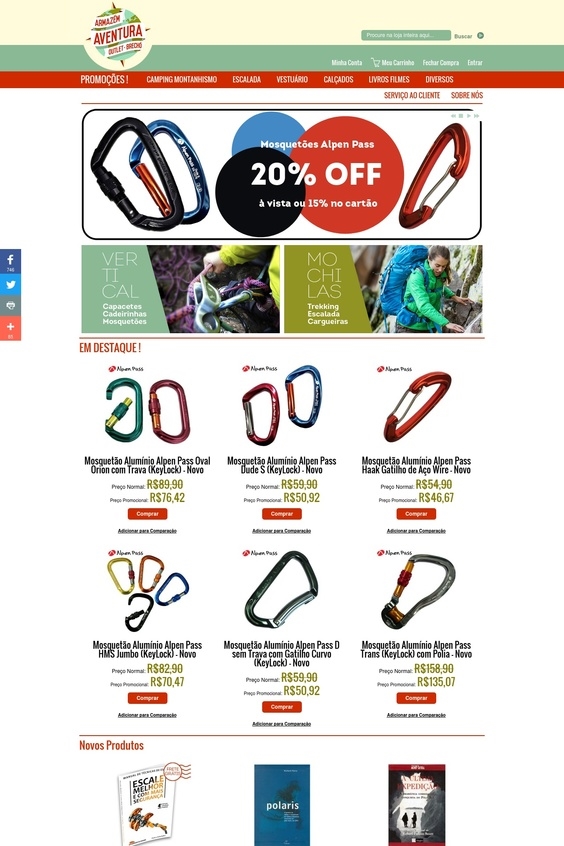 ARMAZÉM
AVENTURA
OUTLET · BRECHÓ
Procure na loja inteira aqui...
Buscar
Minha Conta
Meu Carrinho
Fechar Compra
Entrar
PROMOÇÕES !
CAMPING MONTANHISMO
ESCALADA
VESTUÁRIO
CALÇADOS
LIVROS FILMES
DIVERSOS
SERVIÇO AO CLIENTE
SOBRE NÓS
Mosquetões Alpen Pass
20% OFF
à vista ou 15% no cartão
746
VER
TI
CAL
Capacetes
Cadeirinhas
Mosquetões
MO
CHI
LAS
Trekking
Escalada
Cargueiras
EM DESTAQUE !
Alpen Pass
Mosquetão Alumínio Alpen Pass Oval
Orion com Trava (KeyLock) - Novo
Preço Normal: R$89,90
Preço Promocional: R$76,42
Comprar
Adicionar para Comparação
Alpen Pass
Mosquetão Alumínio Alpen Pass
Dude S (KeyLock) - Novo
Preço Normal: R$59,90
Preço Promocional: R$50,92
Comprar
Adicionar para Comparação
Alpen Pass
Mosquetão Alumínio Alpen Pass
Haak Gatilho de Aço Wire - Novo
Preço Normal: R$54,90
Preço Promocional: R$46,67
Comprar
Adicionar para Comparação
Alpen Pass
Mosquetão Alumínio Alpen Pass
HMS Jumbo (KeyLock) - Novo
Preço Normal: R$82,90
Preço Promocional: R$70,47
Comprar
Adicionar para Comparação
Alpen Pass
Mosquetão Alumínio Alpen Pass D
sem Trava com Gatilho Curvo
(KeyLock) - Novo
Preço Normal: R$59,90
Preço Promocional: R$50,92
Comprar
Adicionar para Comparação
Alpen Pass
Mosquetão Alumínio Alpen Pass
Trans (KeyLock) com Polia - Novo
Preço Normal: R$158,90
Preço Promocional: R$135,07
Comprar
Adicionar para Comparação
Novos Produtos
FRETE
GRÁTIS
ESCALE
MELHOR
E COM MAIS
SEGURANÇA
polaris